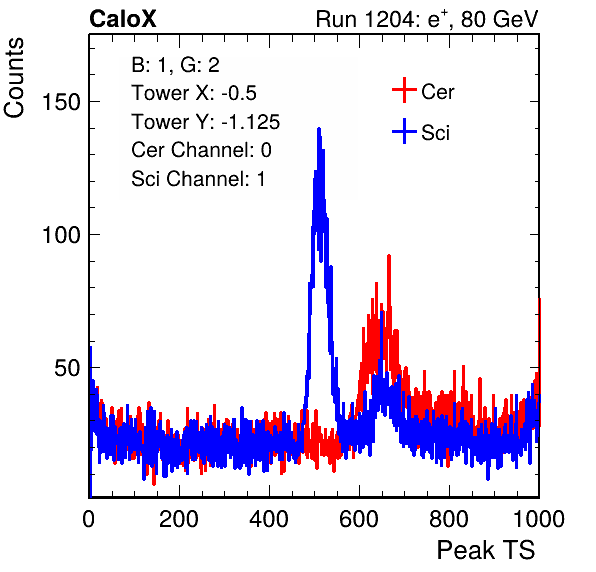 CaloX
Run 1204: e+, 80 GeV
Counts
B: 1, G: 2
Tower X: -0.5
Tower Y: -1.125
Cer Channel: 0
Sci Channel: 1
Cer
Sci
150
100
50
0
200
400
600
800
1000
Peak TS